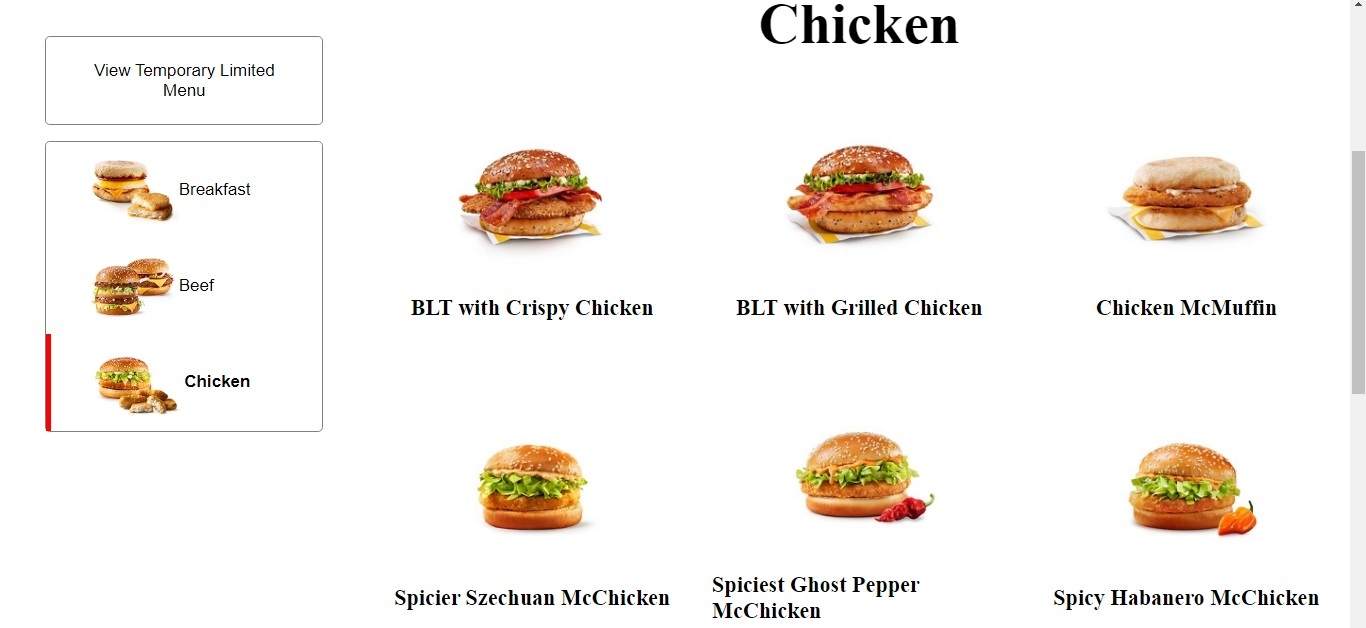 Chicken
View Temporary Limited
Menu
Breakfast
Beef
Chicken
BLT with Crispy Chicken
BLT with Grilled Chicken
Chicken McMuffin
Spicier Szechuan McChicken
Spiciest Ghost Pepper
McChicken
Spicy Habanero McChicken